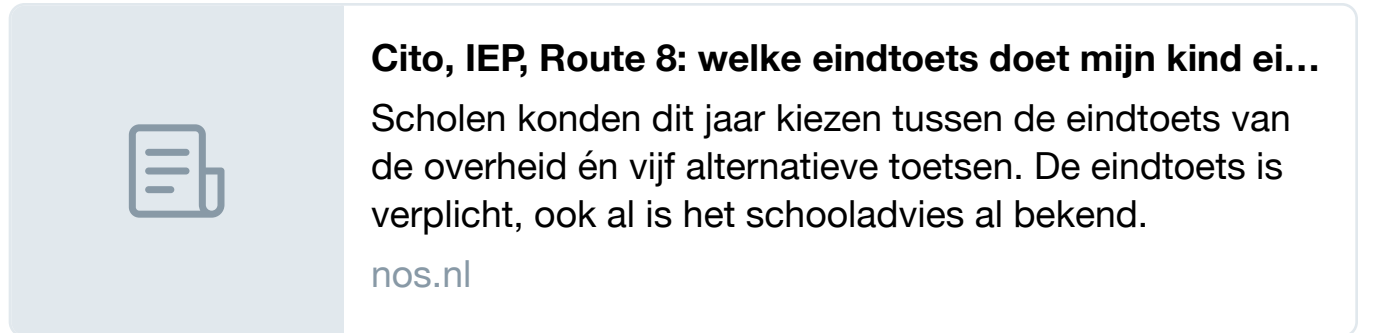 Cito, IEP, Route 8: welke eindtoets doet mijn kind ei…
Scholen konden dit jaar kiezen tussen de eindtoets van
de overheid én vijf alternatieve toetsen. De eindtoets is
verplicht, ook al is het schooladvies al bekend.
nos.nl